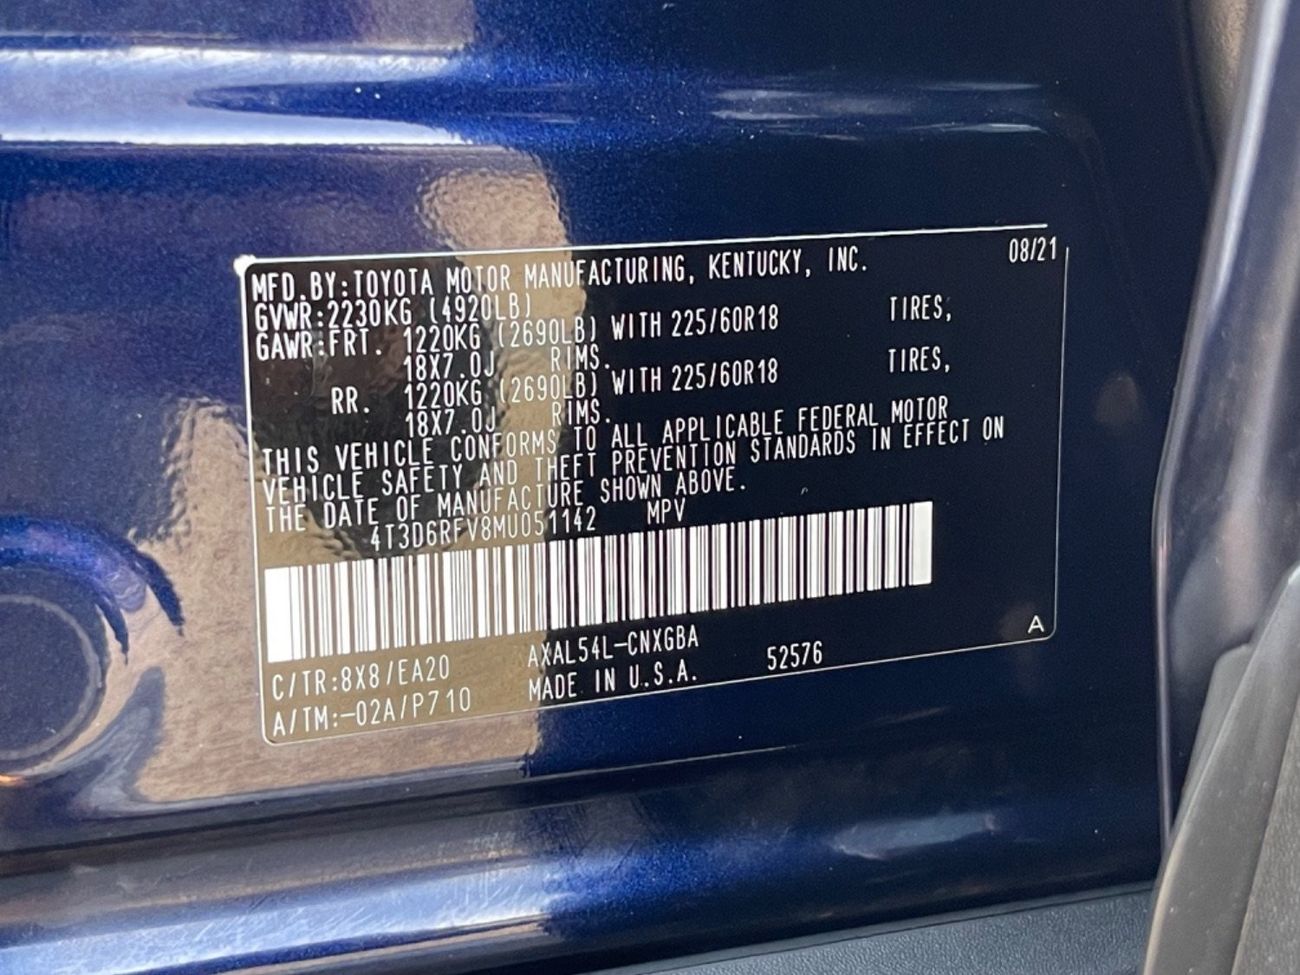 08/21
MFD.BY:TOYOTA MOTOR MANUFACTURING, KENTUCKY, INC.
GVWR:2230KG (4920LB)
GAWR:FRT. 1220KG (2690LB) WITH 225/60R18 TIRES,
18X7.0J RIMS.
RR. 1220KG (2690LB) WITH 225/60R18 TIRES,
18X7.0J RIMS.
THIS VEHICLE CONFORMS TO ALL APPLICABLE FEDERAL MOTOR
VEHICLE SAFETY AND THEFT PREVENTION STANDARDS IN EFFECT ON
THE DATE OF MANUFACTURE SHOWN ABOVE.
4T3D6RFV8MU051142 MPV
C/TR:8X8/EA20 AXAL54L-CNXGBA A
A/TM:-02A/P710 MADE IN U.S.A. 52576